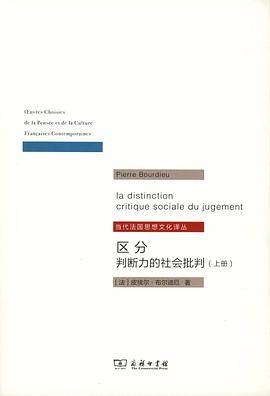 Œuvres Choisies
de la Pensée et de la Culture
Françaises Contemporaines
Pierre Bourdieu
la distinction
critique sociale du jugement
当代法国思想文化译丛
区分
判断力的社会批判(上册)
〔法〕皮埃尔·布尔迪厄 著
商务印书馆
The Commercial Press